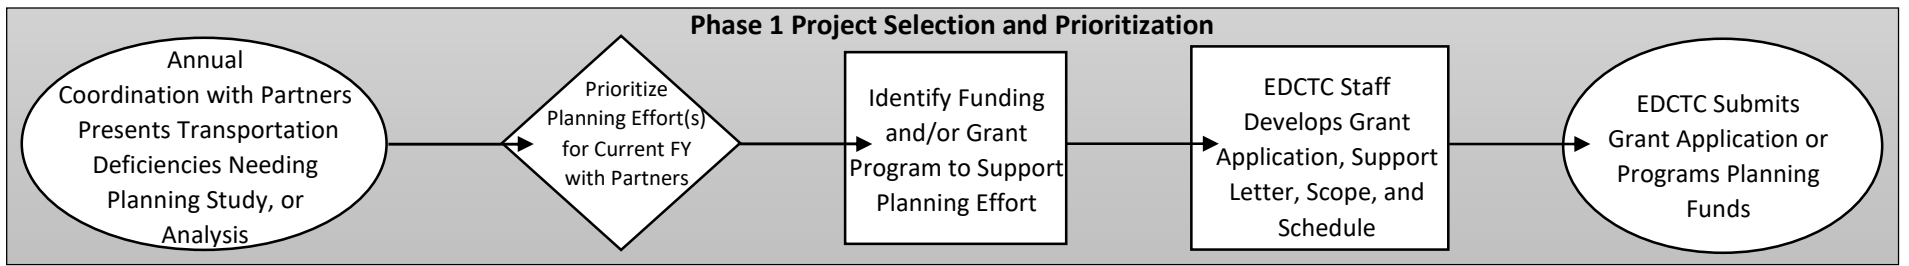 Phase 1 Project Selection and Prioritization
Annual
Coordination with Partners
Presents Transportation
Deficiencies Needing
Planning Study, or
Analysis
Prioritize
Planning Effort(s)
for Current FY
with Partners
Identify Funding
and/or Grant
Program to Support
Planning Effort
EDCTC Staff
Develops Grant
Application, Support
Letter, Scope, and
Schedule
EDCTC Submits
Grant Application or
Programs Planning
Funds